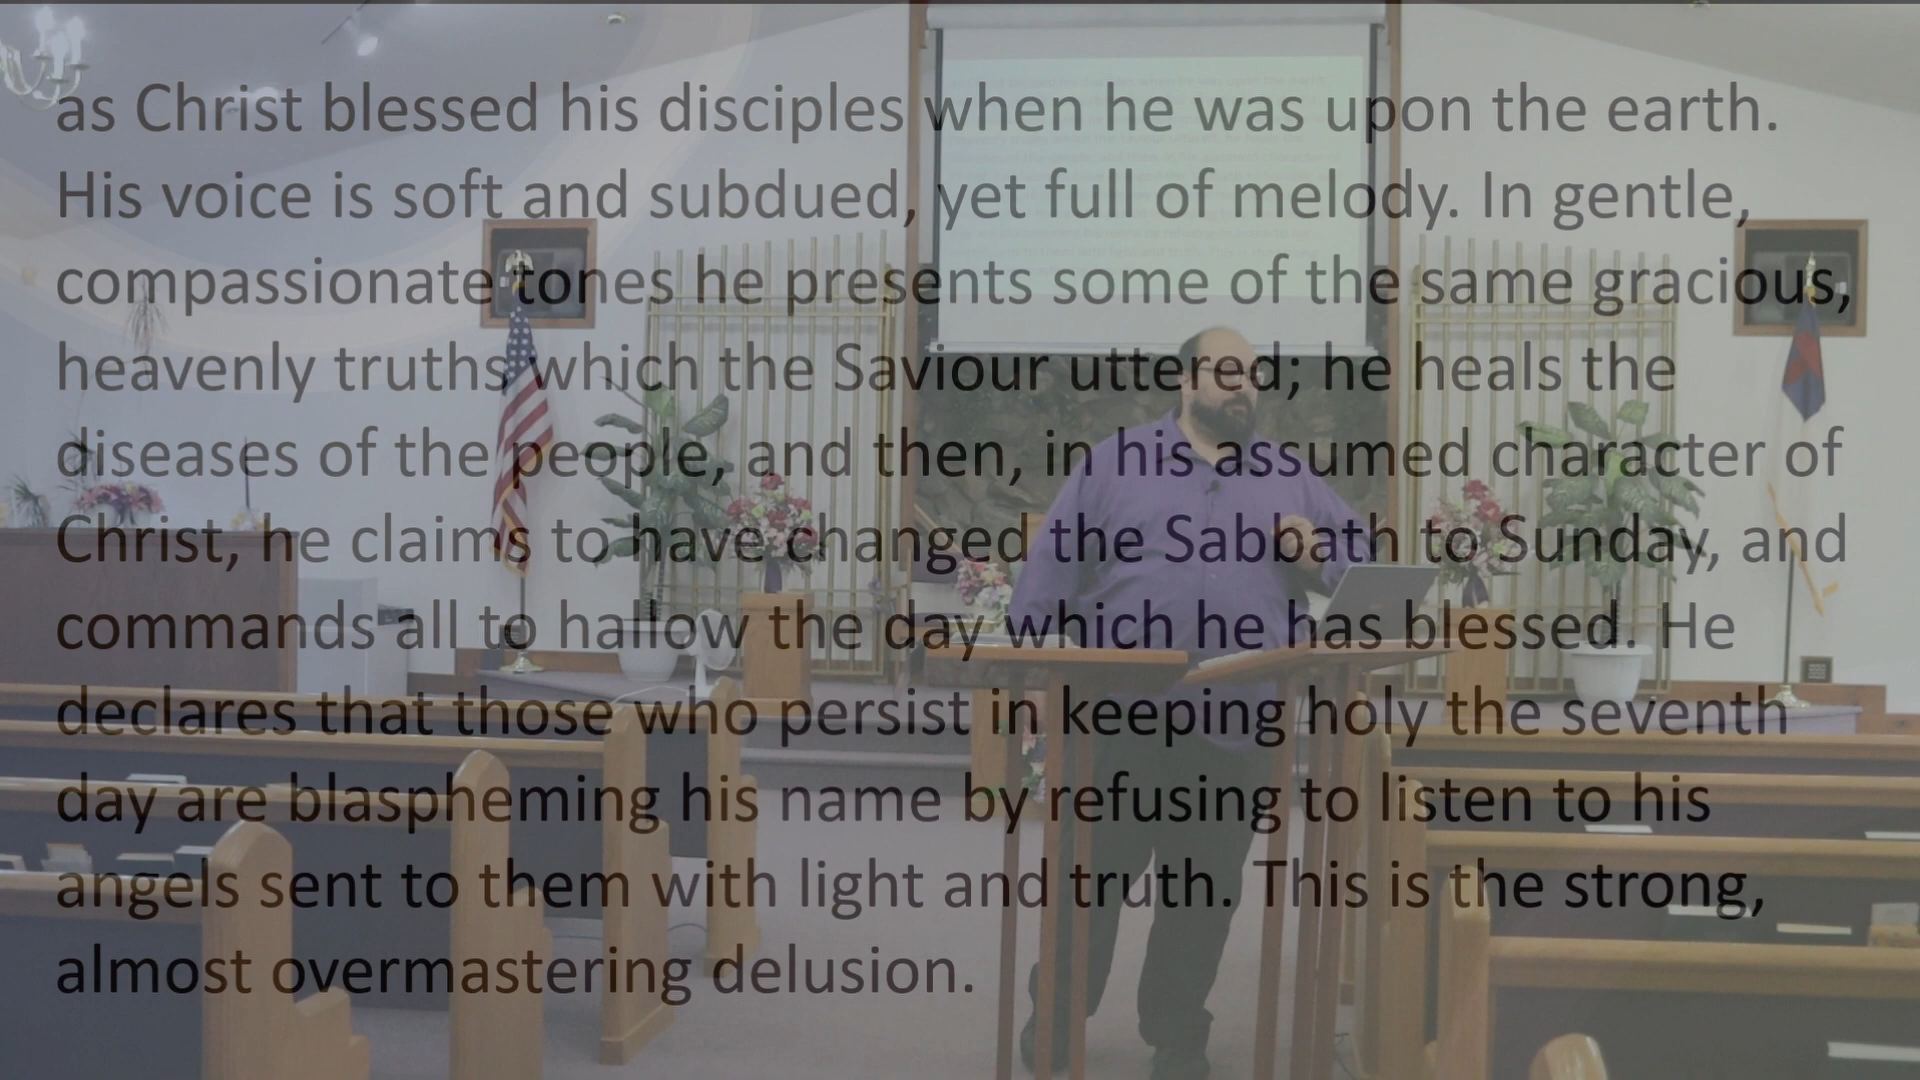 as Christ blessed his disciples when he was upon the earth.
His voice is soft and subdued, yet full of melody. In gentle,
compassionate tones he presents some of the same gracious,
heavenly truths which the Saviour uttered; he heals the
diseases of the people, and then, in his assumed character of
Christ, he claims to have changed the Sabbath to Sunday, and
commands all to hallow the day which he has blessed. He
declares that those who persist in keeping holy the seventh
day are blaspheming his name by refusing to listen to his
angels sent to them with light and truth. This is the strong,
almost overmastering delusion.